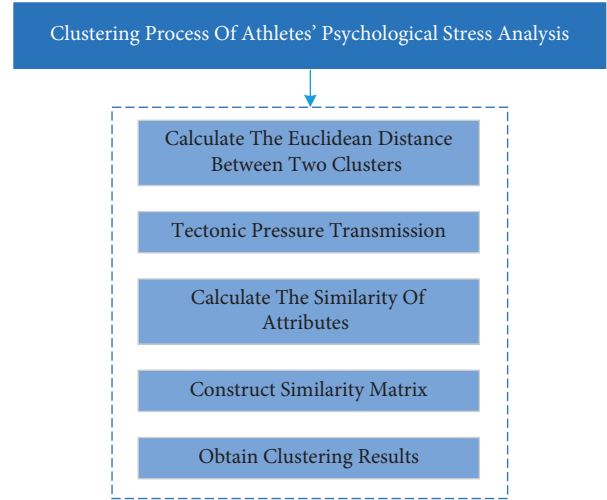 Clustering Process Of Athletes’ Psychological Stress Analysis
Calculate The Euclidean Distance
Between Two Clusters
Tectonic Pressure Transmission
Calculate The Similarity Of
Attributes
Construct Similarity Matrix
Obtain Clustering Results